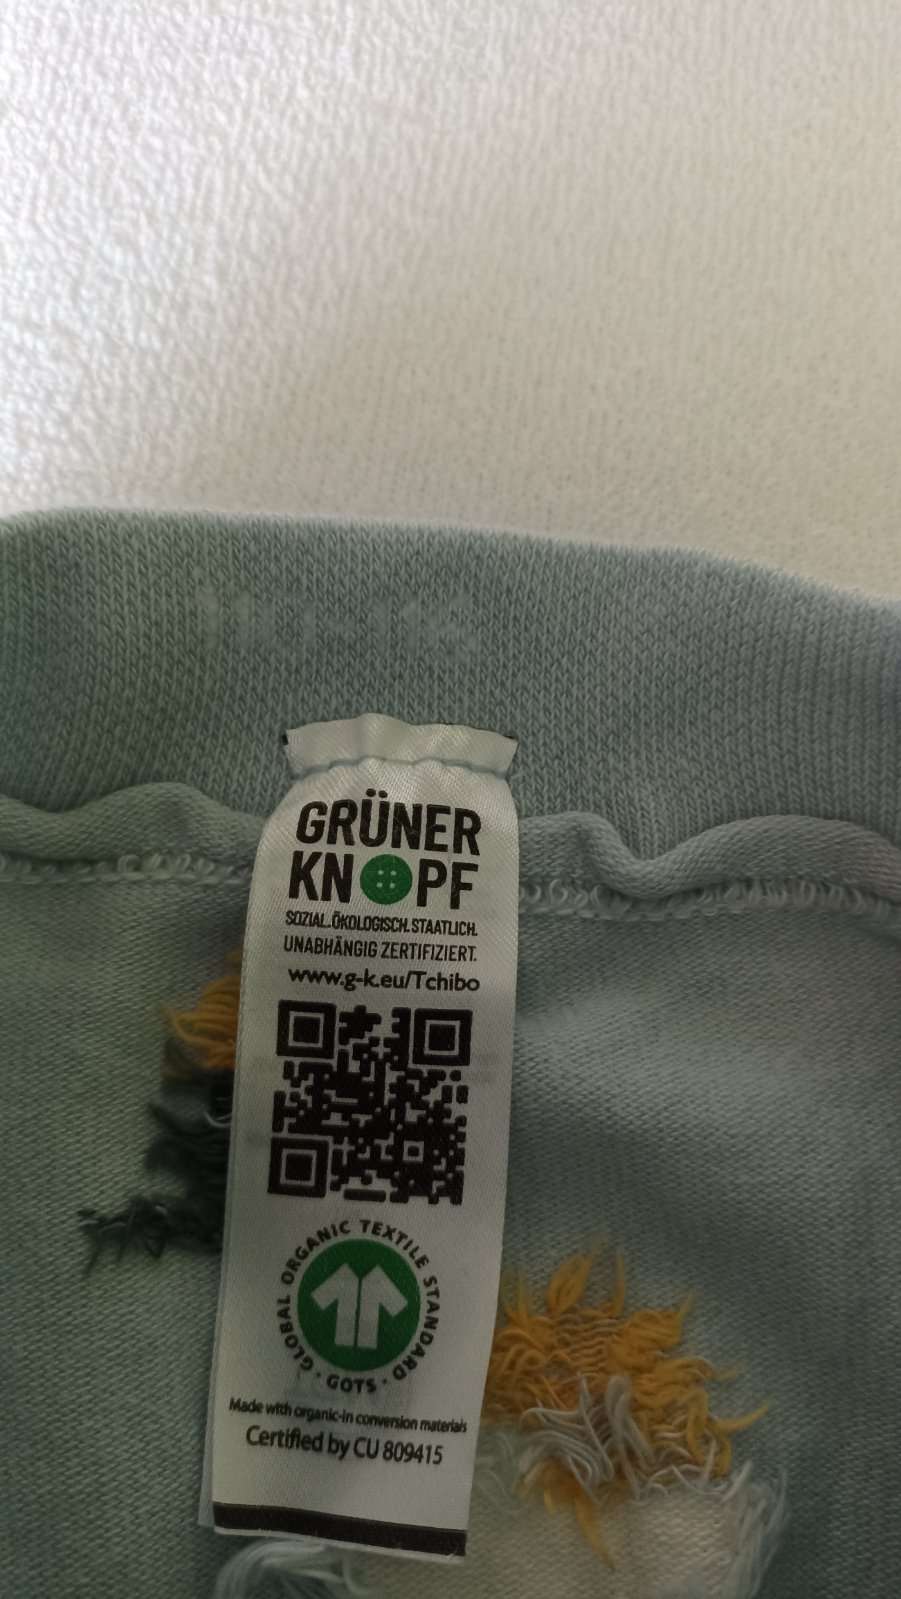 GRÜNER
KNOPF
SOZIAL. ÖKOLOGISCH. STAATLICH.
UNABHÄNGIG ZERTIFIZIERT.
www.g-k.eu/Tchibo
GLOBAL ORGANIC TEXTILE STANDARD · GOTS ·
Made with organic-in conversion materials
Certified by CU 809415